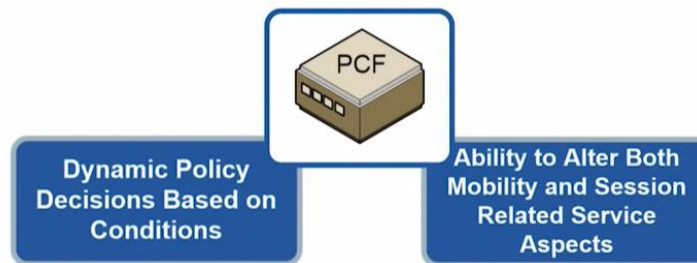 PCF
Dynamic Policy
Decisions Based on
Conditions
Ability to Alter Both
Mobility and Session
Related Service
Aspects